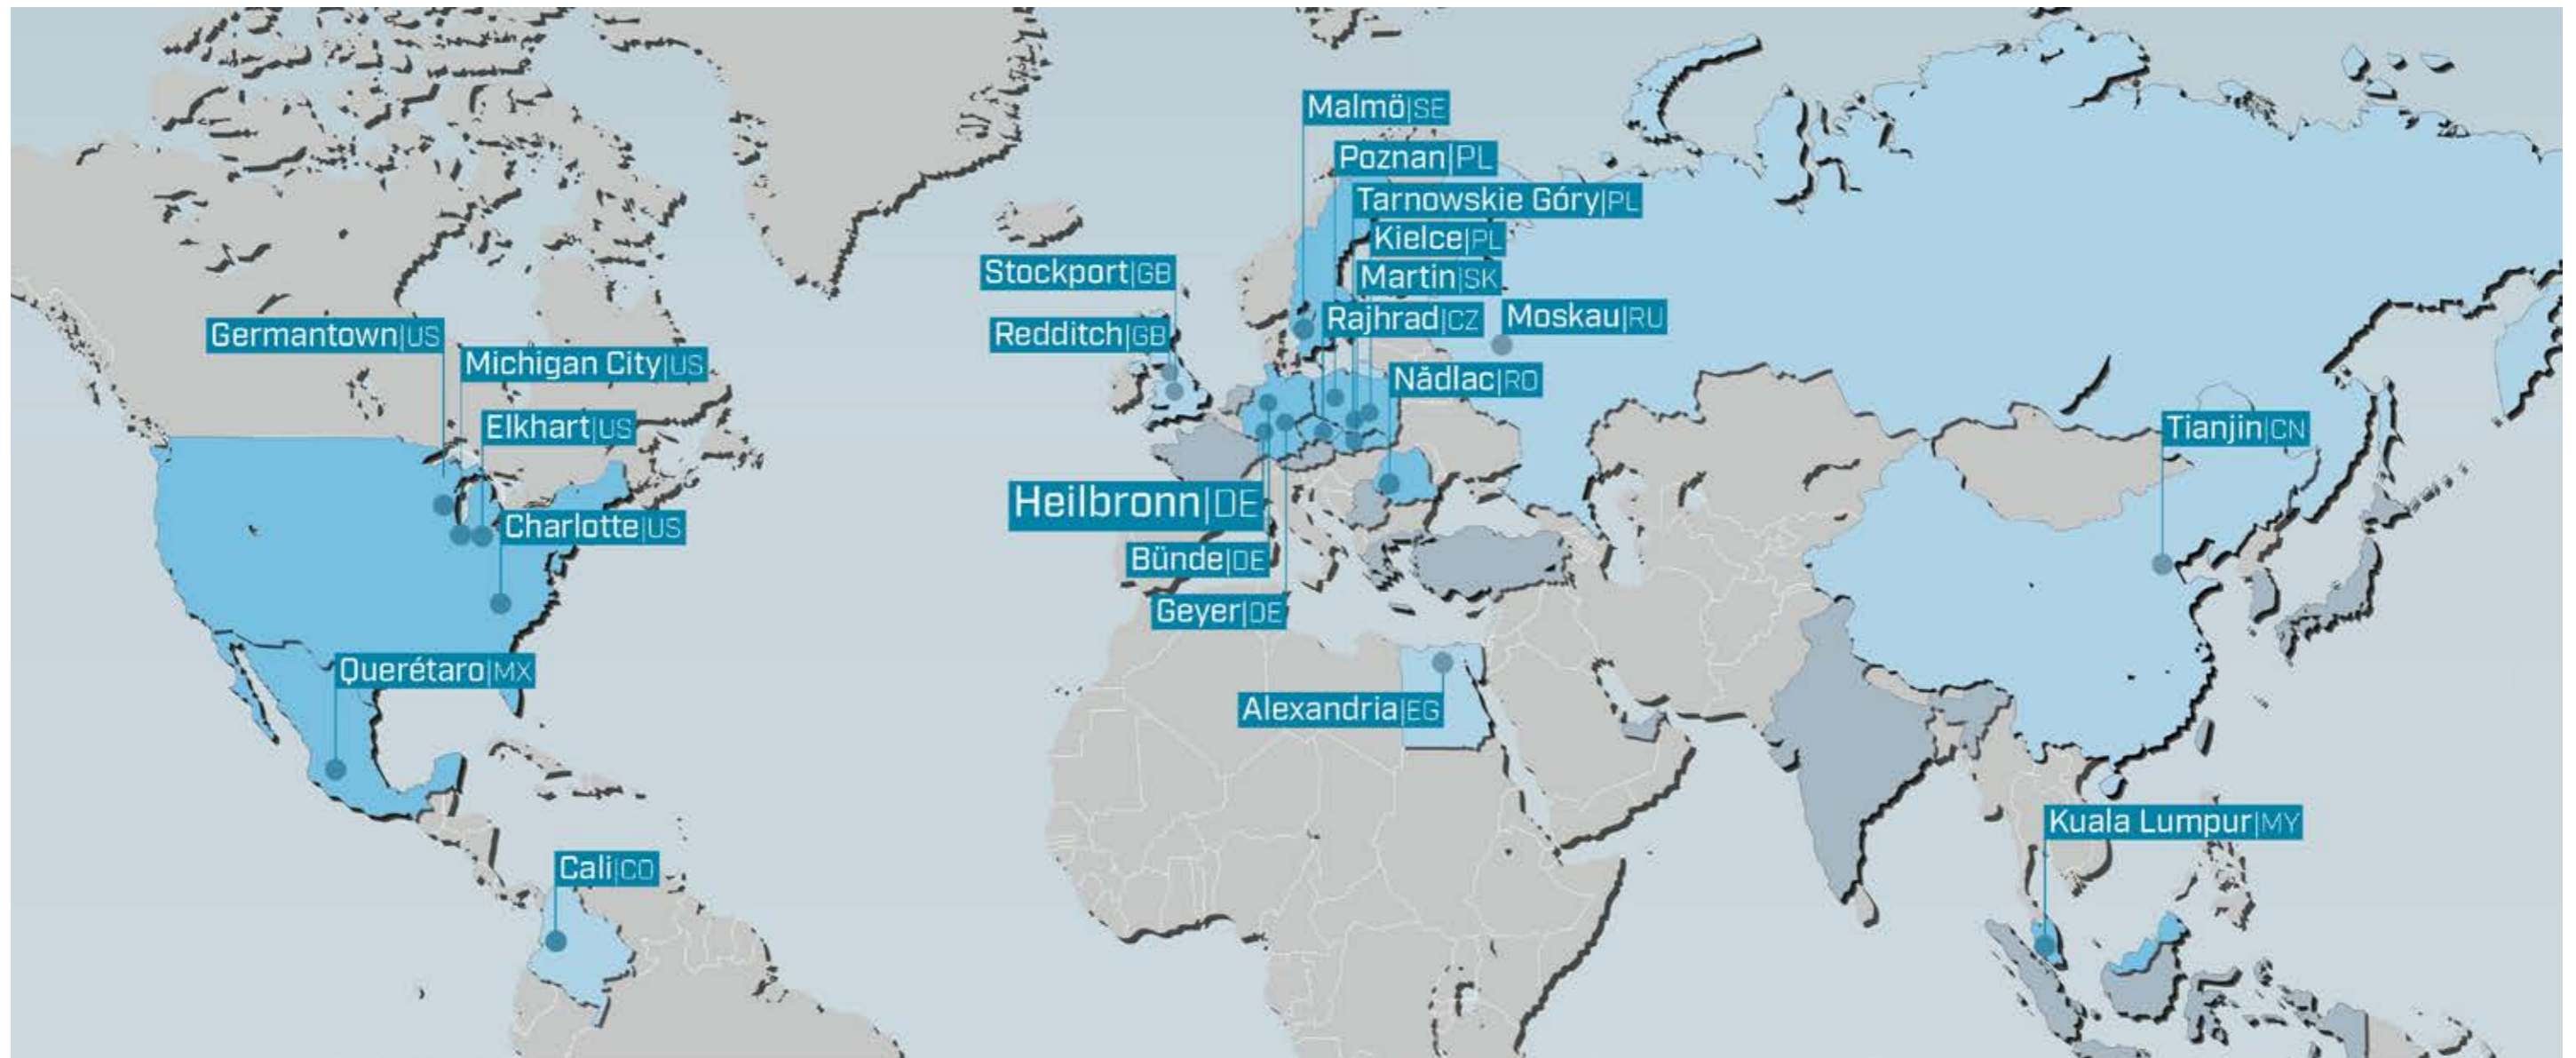 Malmö|SE
Poznan|PL
Tarnowskie Góry|PL
Kielce|PL
Stockport|GB
Martin|SK
Rajhrad|CZ
Moskau|RU
Redditch|GB
Germantown|US
Michigan City|US
Nădlac|RO
Elkhart|US
Tianjin|CN
Heilbronn|DE
Charlotte|US
Bünde|DE
Geyer|DE
Querétaro|MX
Alexandria|EG
Kuala Lumpur|MY
Cali|CO